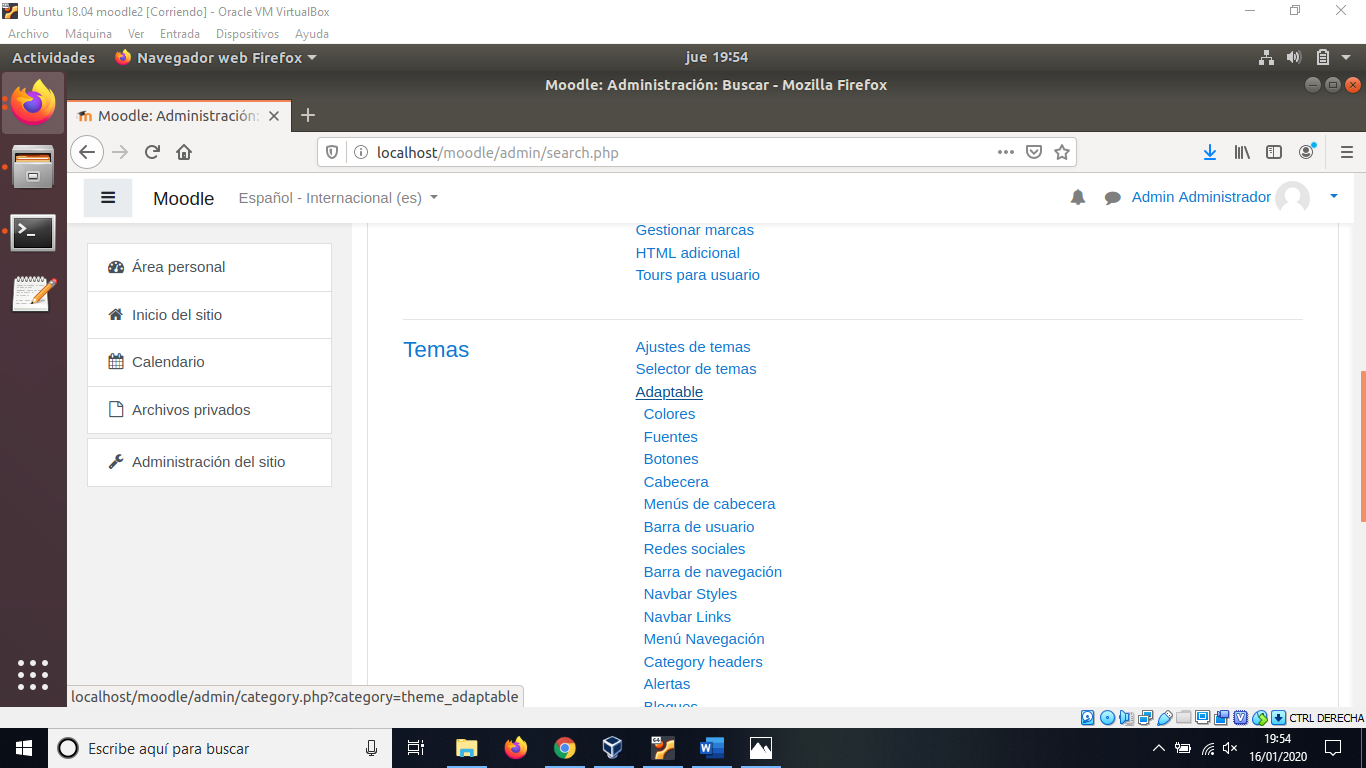 Ubuntu 18.04 moodle2 [Corriendo] - Oracle VM VirtualBox
Archivo Máquina Ver Entrada Dispositivos Ayuda
Actividades Navegador web Firefox jue 19:54
Moodle: Administración: Buscar - Mozilla Firefox
Moodle: Administración:
localhost/moodle/admin/search.php
Moodle Español - Internacional (es) Admin Administrador
Área personal
Inicio del sitio
Calendario
Archivos privados
Administración del sitio
Gestionar marcas
HTML adicional
Tours para usuario
Temas
Ajustes de temas
Selector de temas
Adaptable
Colores
Fuentes
Botones
Cabecera
Menús de cabecera
Barra de usuario
Redes sociales
Barra de navegación
Navbar Styles
Navbar Links
Menú Navegación
Category headers
Alertas
Bloques
localhost/moodle/admin/category.php?category=theme_adaptable
CTRL DERECHA
Escribe aquí para buscar
19:54
16/01/2020